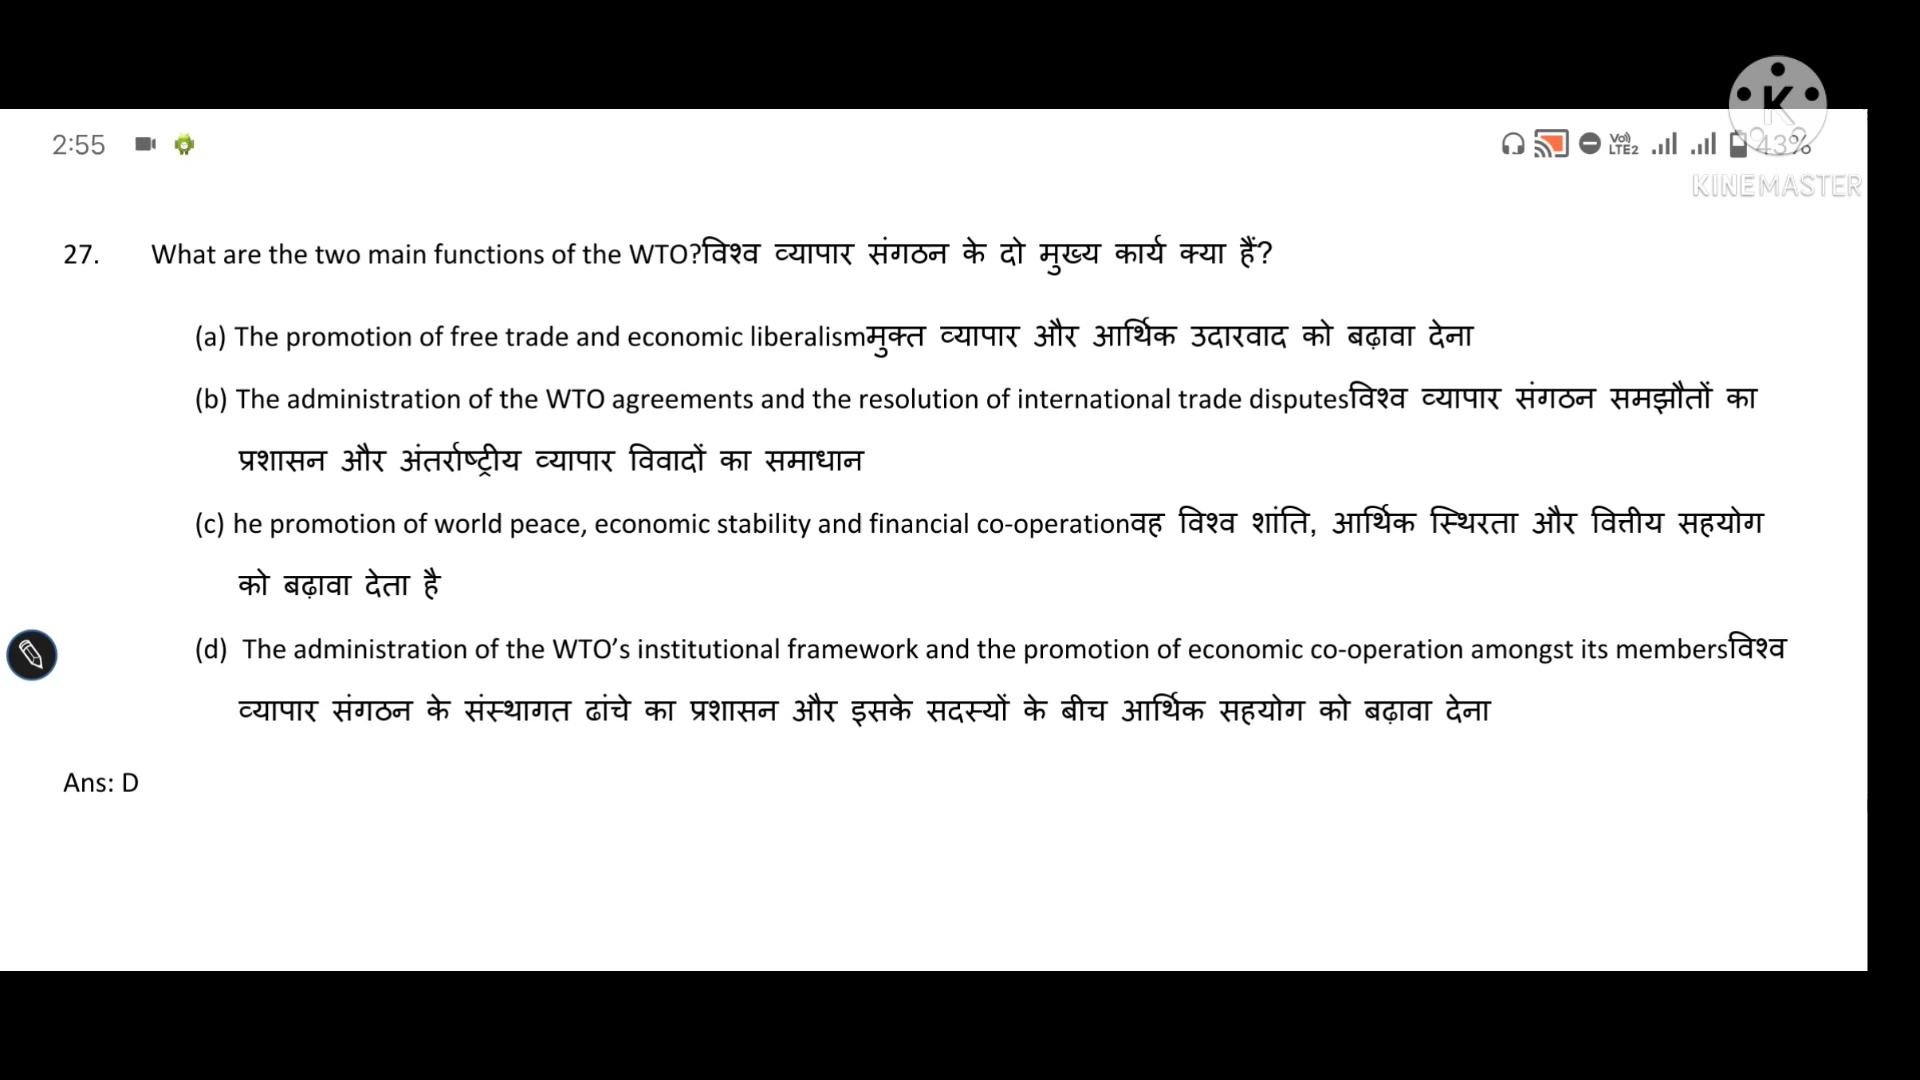 2:55
Vo)) LTE2 43%
K
KINEMASTER
27. What are the two main functions of the WTO?विश्व व्यापार संगठन के दो मुख्य कार्य क्या हैं?
(a) The promotion of free trade and economic liberalismमुक्त व्यापार और आर्थिक उदारवाद को बढ़ावा देना
(b) The administration of the WTO agreements and the resolution of international trade disputesविश्व व्यापार संगठन समझौतों का
प्रशासन और अंतर्राष्ट्रीय व्यापार विवादों का समाधान
(c) he promotion of world peace, economic stability and financial co-operationवह विश्व शांति, आर्थिक स्थिरता और वित्तीय सहयोग
को बढ़ावा देता है
(d) The administration of the WTO’s institutional framework and the promotion of economic co-operation amongst its membersविश्व
व्यापार संगठन के संस्थागत ढांचे का प्रशासन और इसके सदस्यों के बीच आर्थिक सहयोग को बढ़ावा देना
Ans: D